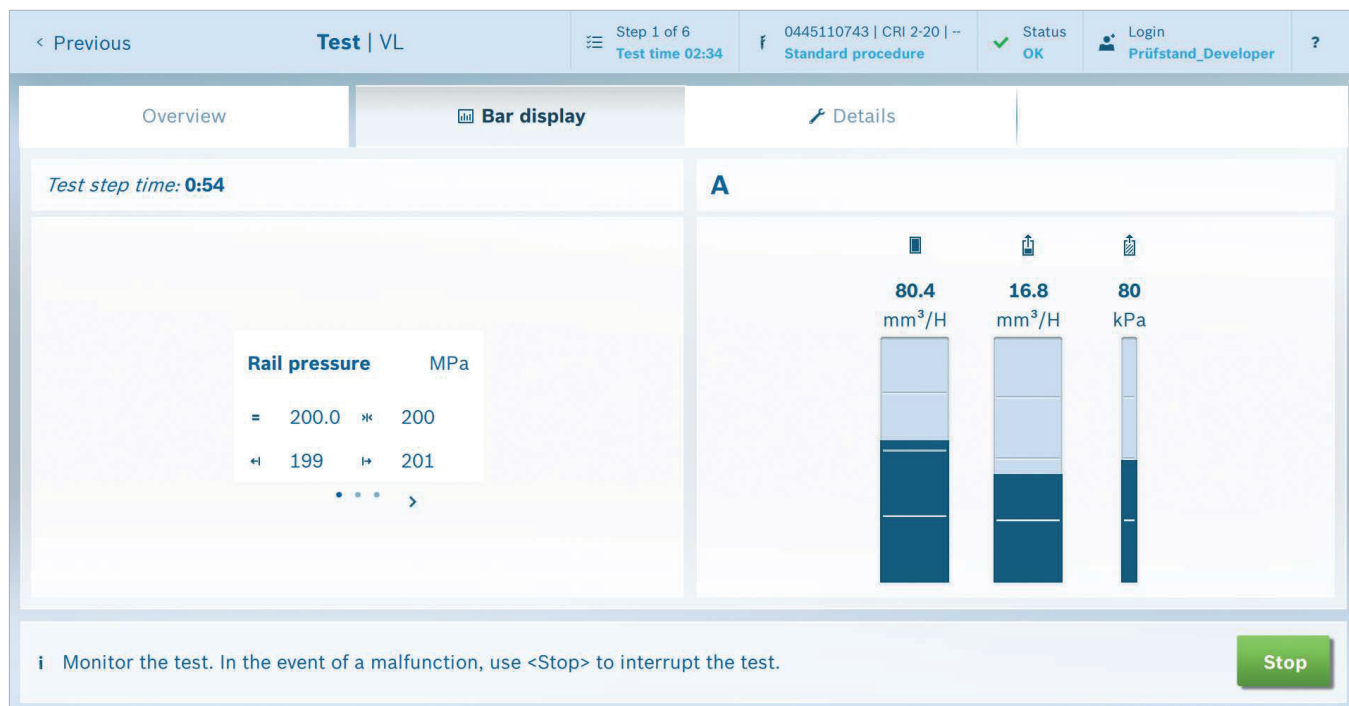 < Previous
Test | VL
Step 1 of 6
Test time 02:34
0445110743 | CRI 2-20 | --
Standard procedure
Status
OK
Login
Prüfstand_Developer
?
Overview
Bar display
Details
Test step time: 0:54
A
Rail pressure MPa
= 200.0 200
199 201
80.4
mm³/H
16.8
mm³/H
80
kPa
i Monitor the test. In the event of a malfunction, use <Stop> to interrupt the test.
Stop